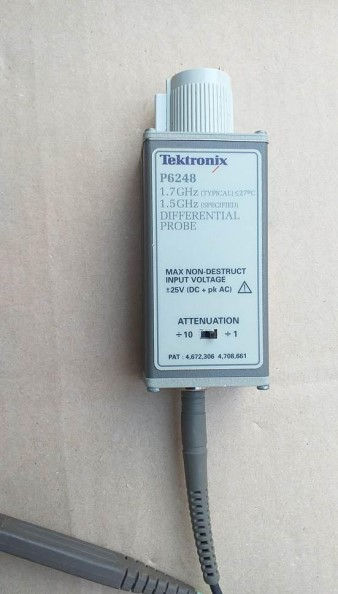 Tektronix
P6248
1.7GHz (TYPICAL) ≤27ºC
1.5GHz (SPECIFIED)
DIFFERENTIAL
PROBE
MAX NON-DESTRUCT
INPUT VOLTAGE
±25V (DC + pk AC)
ATTENUATION
÷10 ÷1
PAT : 4,672,306 4,708,661